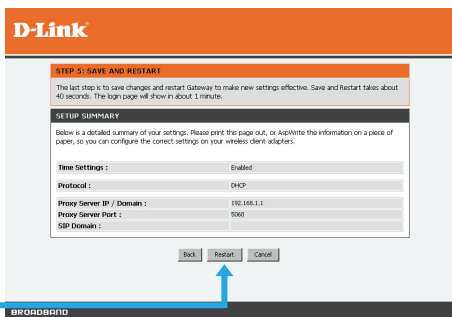 D-Link
STEP 5: SAVE AND RESTART
The last step is to save changes and restart Gateway to make new settings effective. Save and Restart takes about
40 seconds. The login page will show in about 1 minute.
SETUP SUMMARY
Below is a detailed summary of your settings. Please print this page out, or AspWrite the information on a piece of
paper, so you can configure the correct settings on your wireless client adapters.
Time Settings : Enabled
Protocol : DHCP
Proxy Server IP / Domain : 192.168.1.1
Proxy Server Port : 5060
SIP Domain :
Back Restart Cancel
BROADBAND